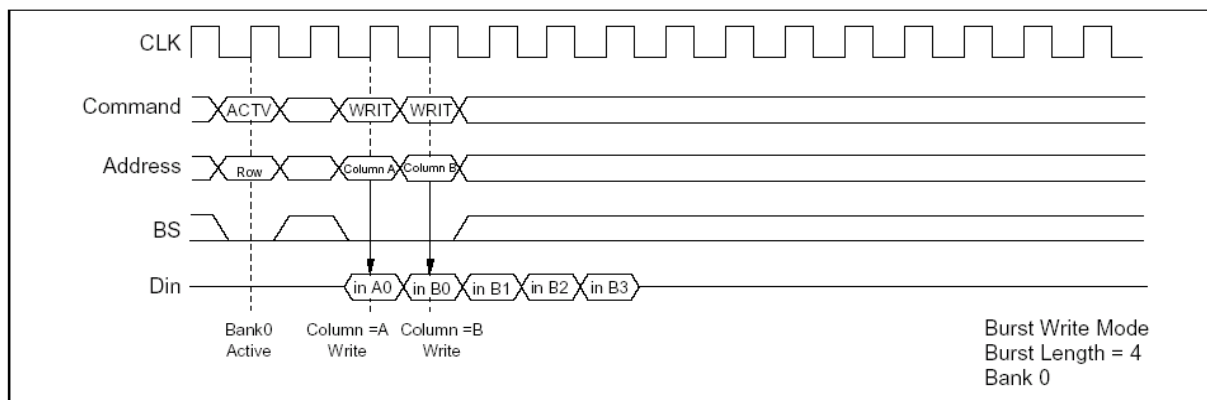 CLK
Command ACTV WRIT WRIT
Address Row Column A Column B
BS
Din in A0 in B0 in B1 in B2 in B3
Bank0 Column =A Column =B
Active Write Write
Burst Write Mode
Burst Length = 4
Bank 0